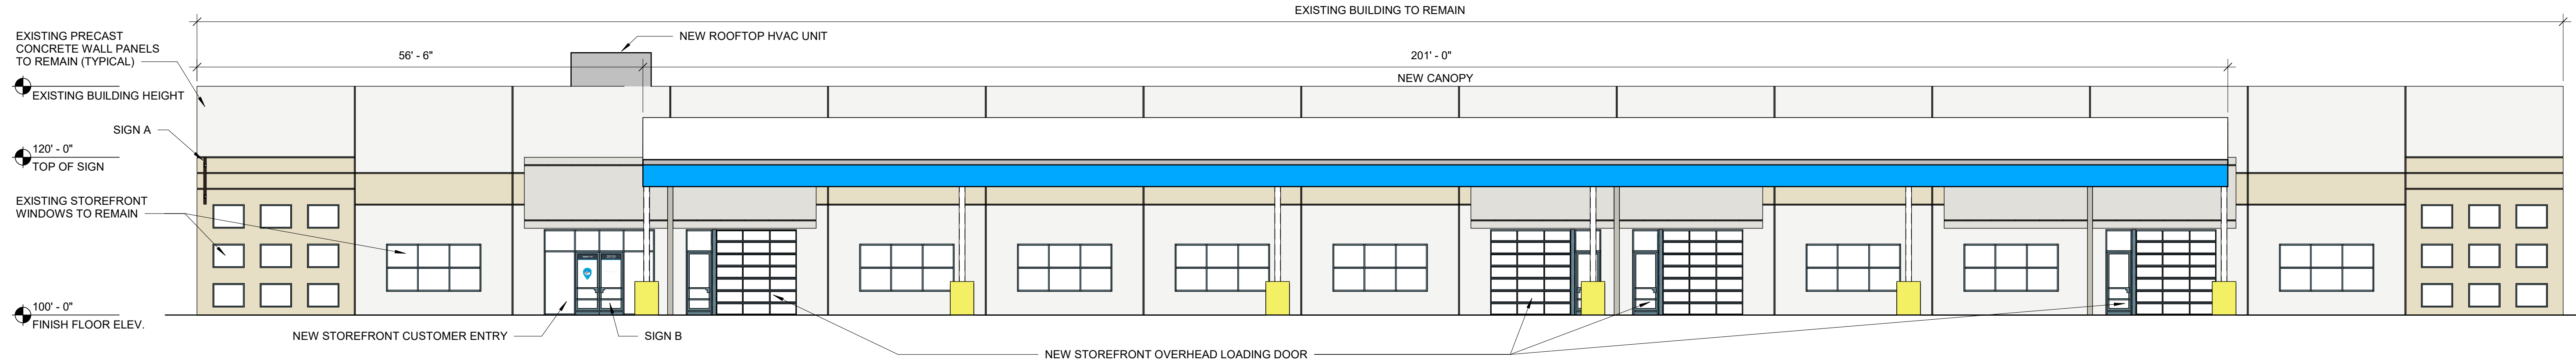 EXISTING BUILDING TO REMAIN
EXISTING PRECAST
CONCRETE WALL PANELS
TO REMAIN (TYPICAL)
NEW ROOFTOP HVAC UNIT
56' - 6"
201' - 0"
NEW CANOPY
EXISTING BUILDING HEIGHT
SIGN A
120' - 0"
TOP OF SIGN
EXISTING STOREFRONT
WINDOWS TO REMAIN
100' - 0"
FINISH FLOOR ELEV.
NEW STOREFRONT CUSTOMER ENTRY
SIGN B
NEW STOREFRONT OVERHEAD LOADING DOOR